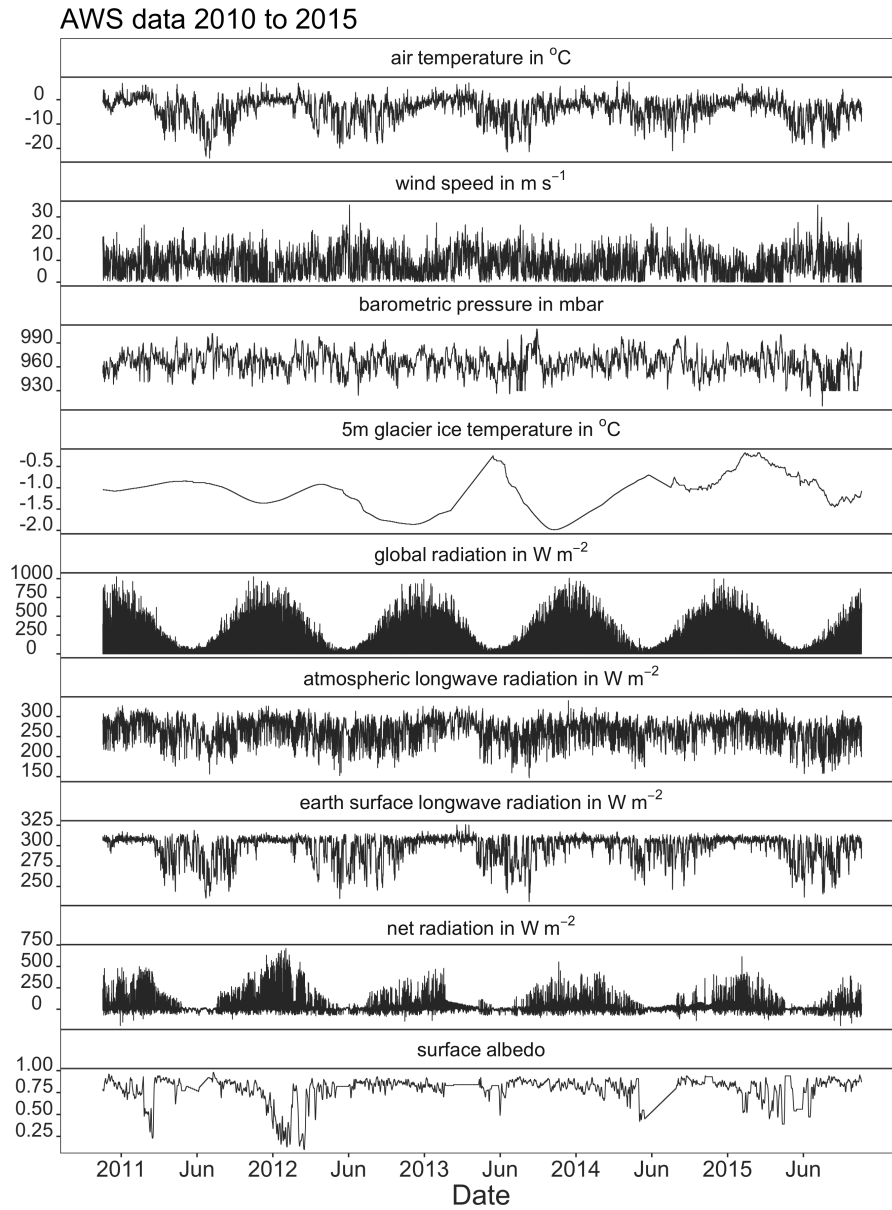 AWS data 2010 to 2015
air temperature in °C
0
-10
-20
wind speed in m s⁻¹
30
20
10
0
barometric pressure in mbar
990
960
930
5m glacier ice temperature in °C
-0.5
-1.0
-1.5
-2.0
global radiation in W m⁻²
1000
750
500
250
0
atmospheric longwave radiation in W m⁻²
300
250
200
150
earth surface longwave radiation in W m⁻²
325
300
275
250
net radiation in W m⁻²
750
500
250
0
surface albedo
1.00
0.75
0.50
0.25
2011 Jun 2012 Jun 2013 Jun 2014 Jun 2015 Jun
Date